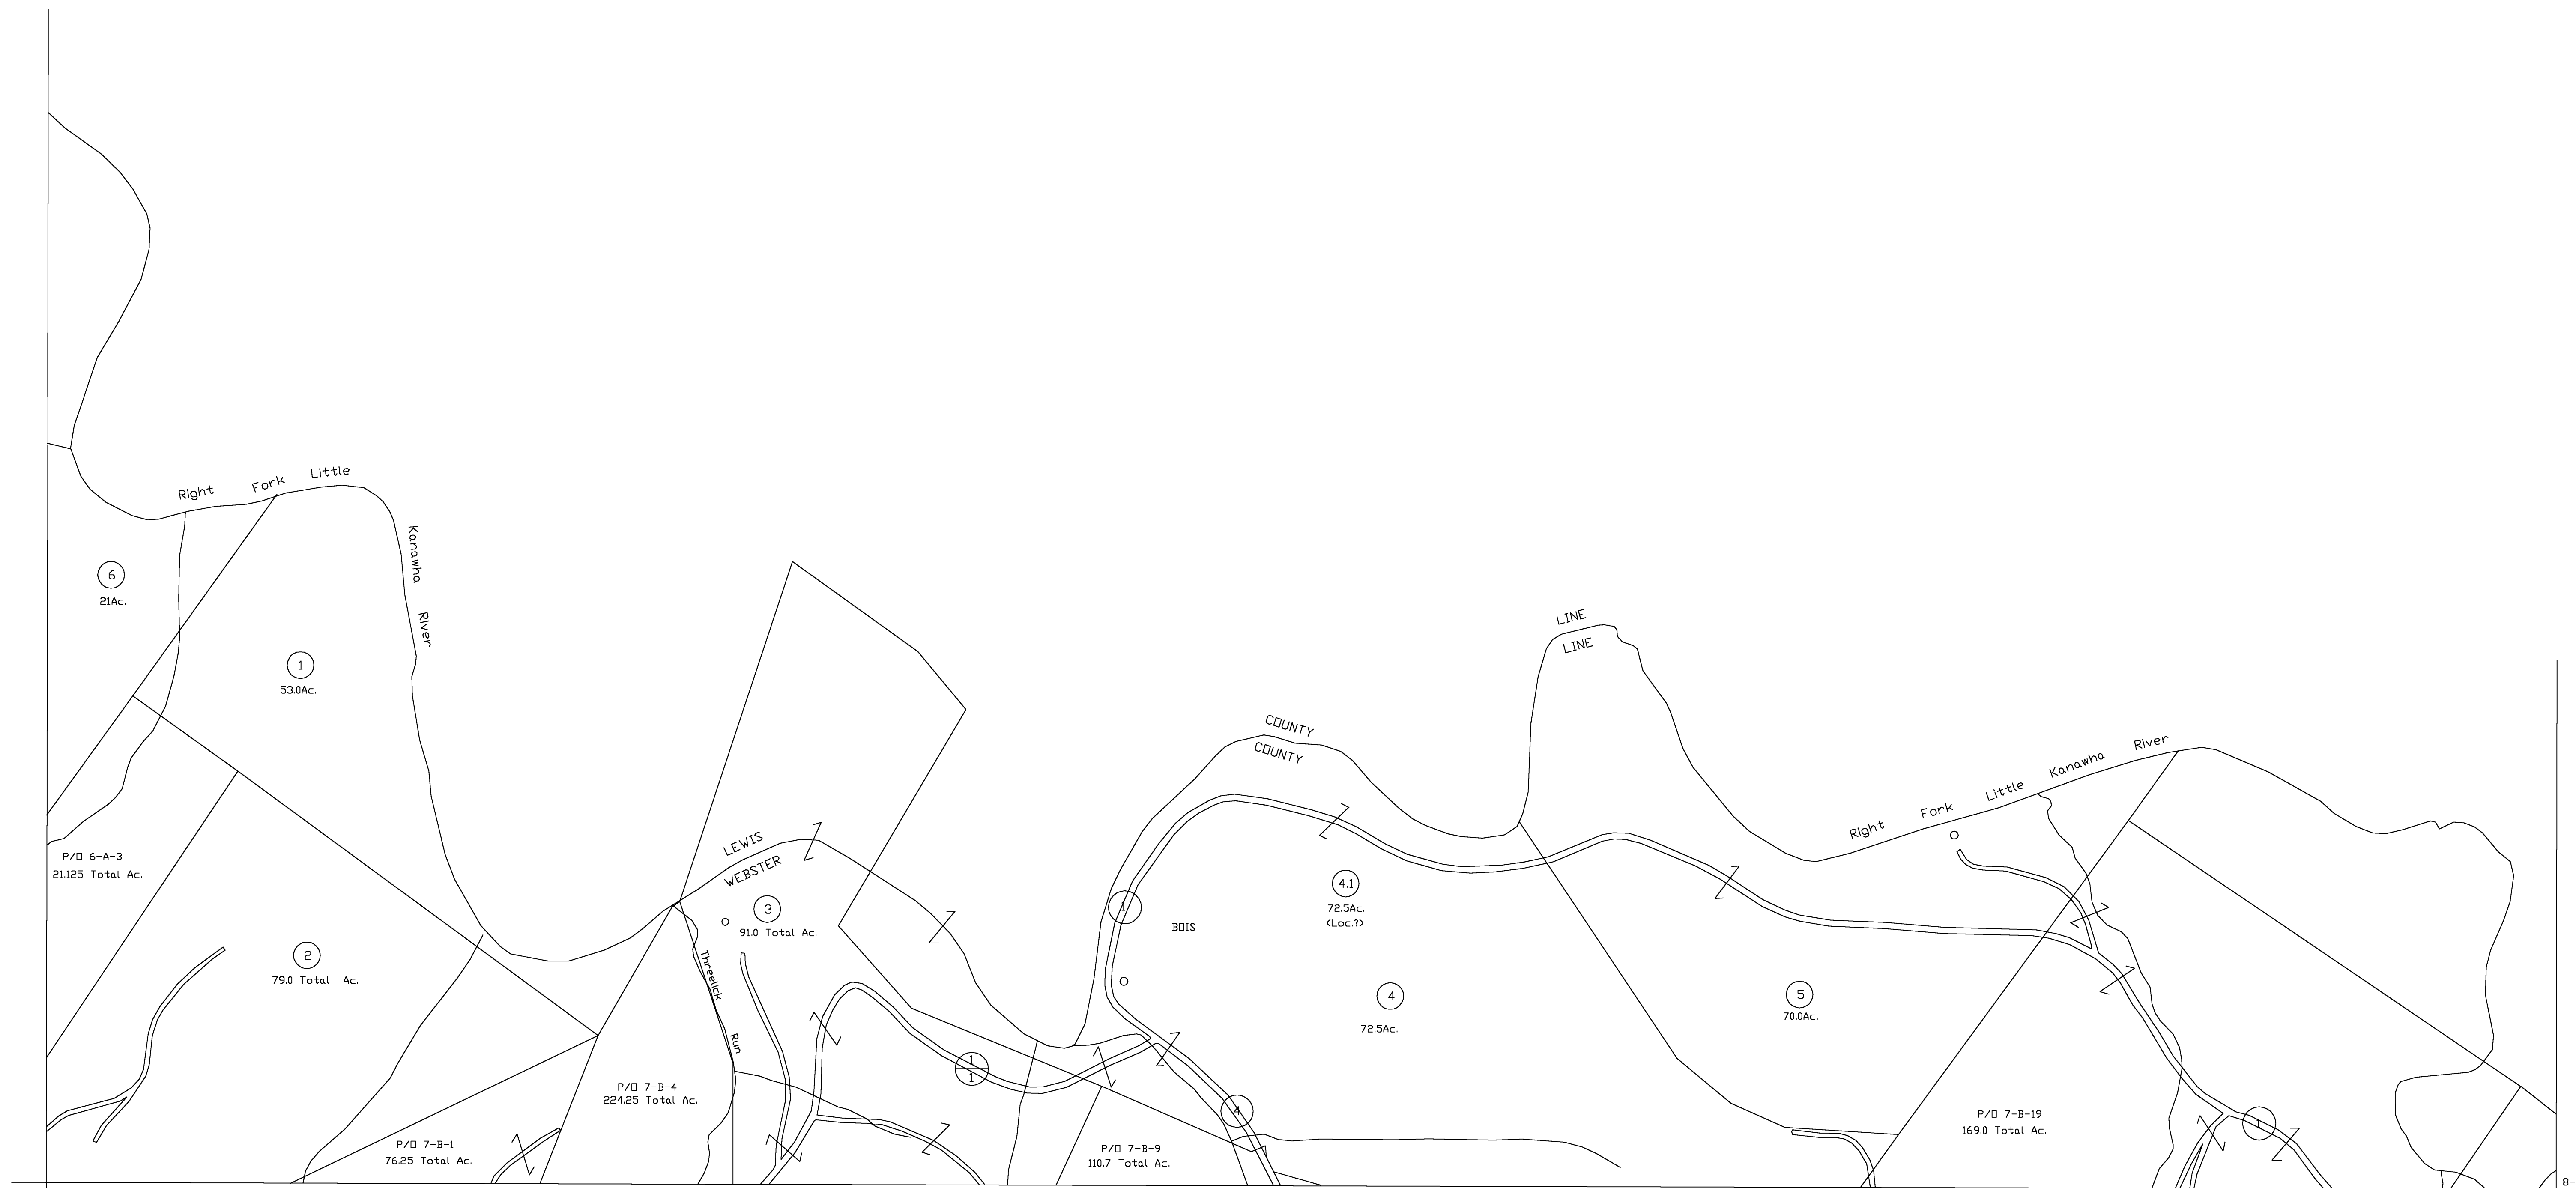 Right Fork Little
Kanawha River
6
21Ac.
1
53.0Ac.
P/O 6-A-3
21.125 Total Ac.
2
79.0 Total Ac.
P/O 7-B-1
76.25 Total Ac.
P/O 7-B-4
224.25 Total Ac.
LEWIS
WEBSTER
3
91.0 Total Ac.
Threelick Run
1
1
P/O 7-B-9
110.7 Total Ac.
COUNTY
COUNTY
1
BOIS
4
4.1
72.5Ac.
(Loc.?)
4
72.5Ac.
LINE
LINE
5
70.0Ac.
Right Fork Little Kanawha River
P/O 7-B-19
169.0 Total Ac.
1
8-